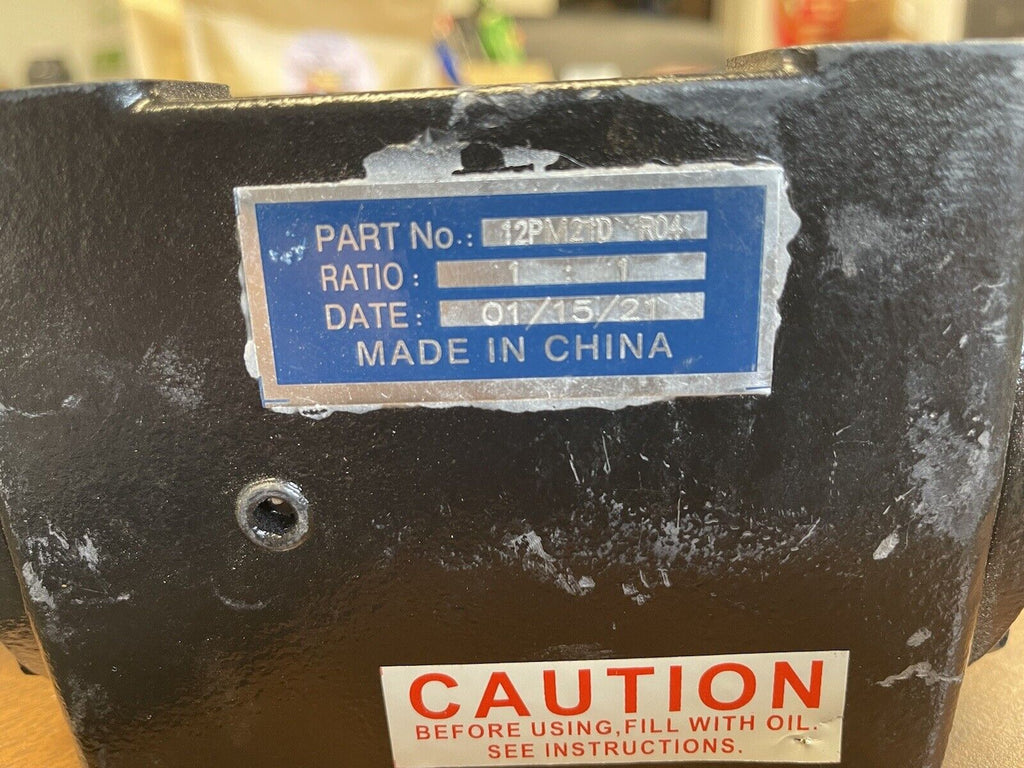 PART No.: 12PM21D R04
RATIO: 1 : 1
DATE: 01/15/21
MADE IN CHINA
CAUTION
BEFORE USING, FILL WITH OIL.
SEE INSTRUCTIONS.